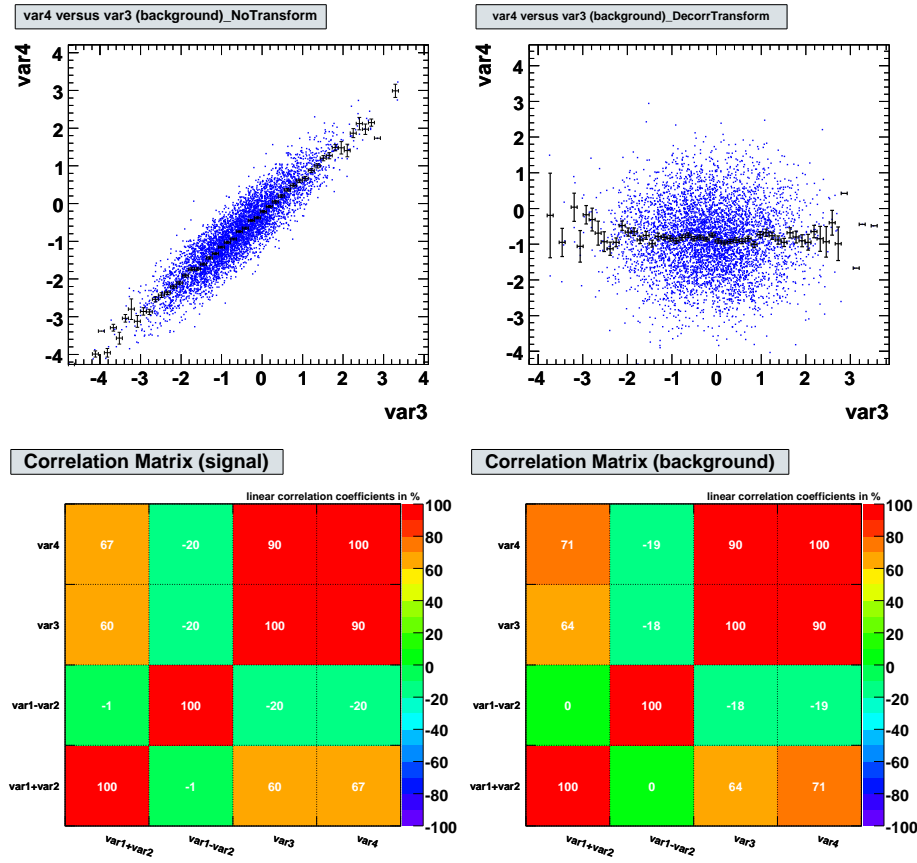 var4 versus var3 (background)_NoTransform
var4
4
3
2
1
0
-1
-2
-3
-4
-4 -3 -2 -1 0 1 2 3 4
var3
var4 versus var3 (background)_DecorrTransform
var4
4
3
2
1
0
-1
-2
-3
-4
-4 -3 -2 -1 0 1 2 3 4
var3
Correlation Matrix (signal)
linear correlation coefficients in %
var4 67 -20 90 100
var3 60 -20 100 90
var1-var2 -1 100 -20 -20
var1+var2 100 -1 60 67
var1+var2 var1-var2 var3 var4
100
80
60
40
20
0
-20
-40
-60
-80
-100
Correlation Matrix (background)
linear correlation coefficients in %
var4 71 -19 90 100
var3 64 -18 100 90
var1-var2 0 100 -18 -19
var1+var2 100 0 64 71
var1+var2 var1-var2 var3 var4
100
80
60
40
20
0
-20
-40
-60
-80
-100